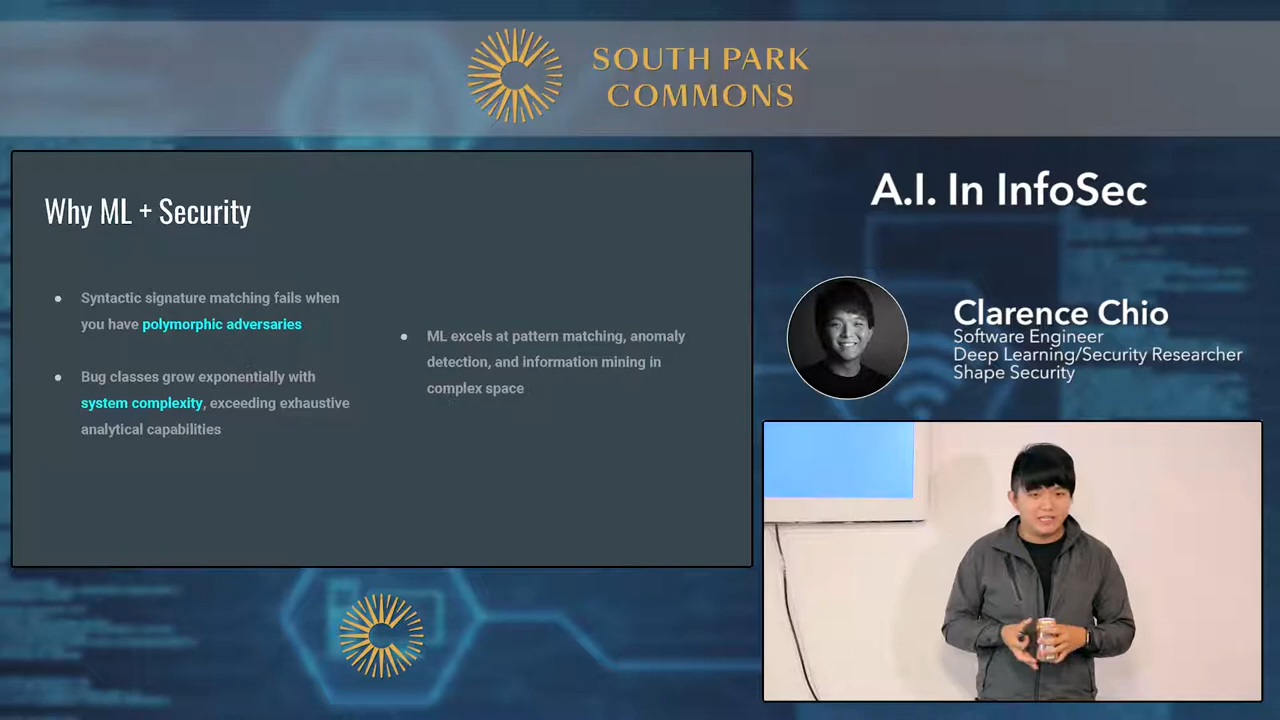 SOUTH PARK
COMMONS
Why ML + Security
Syntactic signature matching fails when
you have polymorphic adversaries
Bug classes grow exponentially with
system complexity, exceeding exhaustive
analytical capabilities
ML excels at pattern matching, anomaly
detection, and information mining in
complex space
A.I. In InfoSec
Clarence Chio
Software Engineer
Deep Learning/Security Researcher
Shape Security